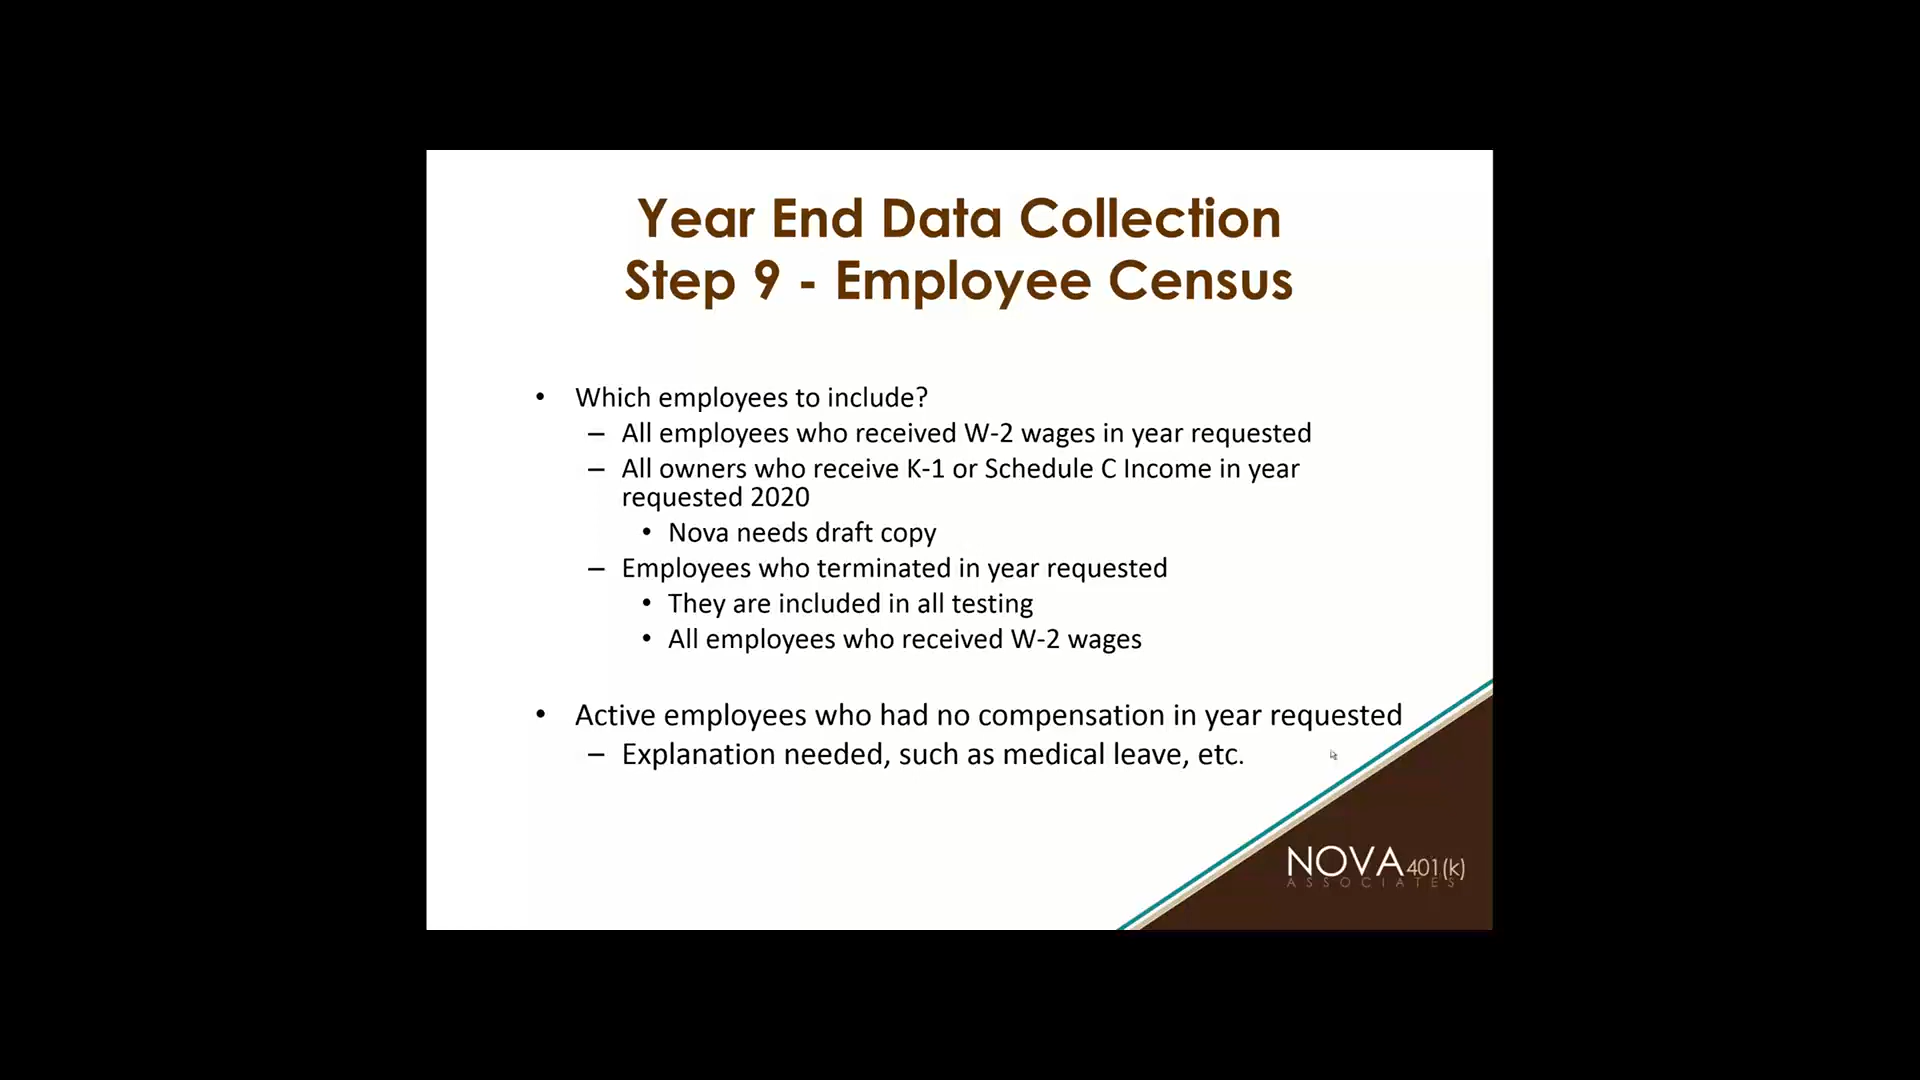 Year End Data Collection
Step 9 - Employee Census
• Which employees to include?
– All employees who received W-2 wages in year requested
– All owners who receive K-1 or Schedule C Income in year
requested 2020
• Nova needs draft copy
– Employees who terminated in year requested
• They are included in all testing
• All employees who received W-2 wages
• Active employees who had no compensation in year requested
– Explanation needed, such as medical leave, etc.
NOVA 401(k)
ASSOCIATES